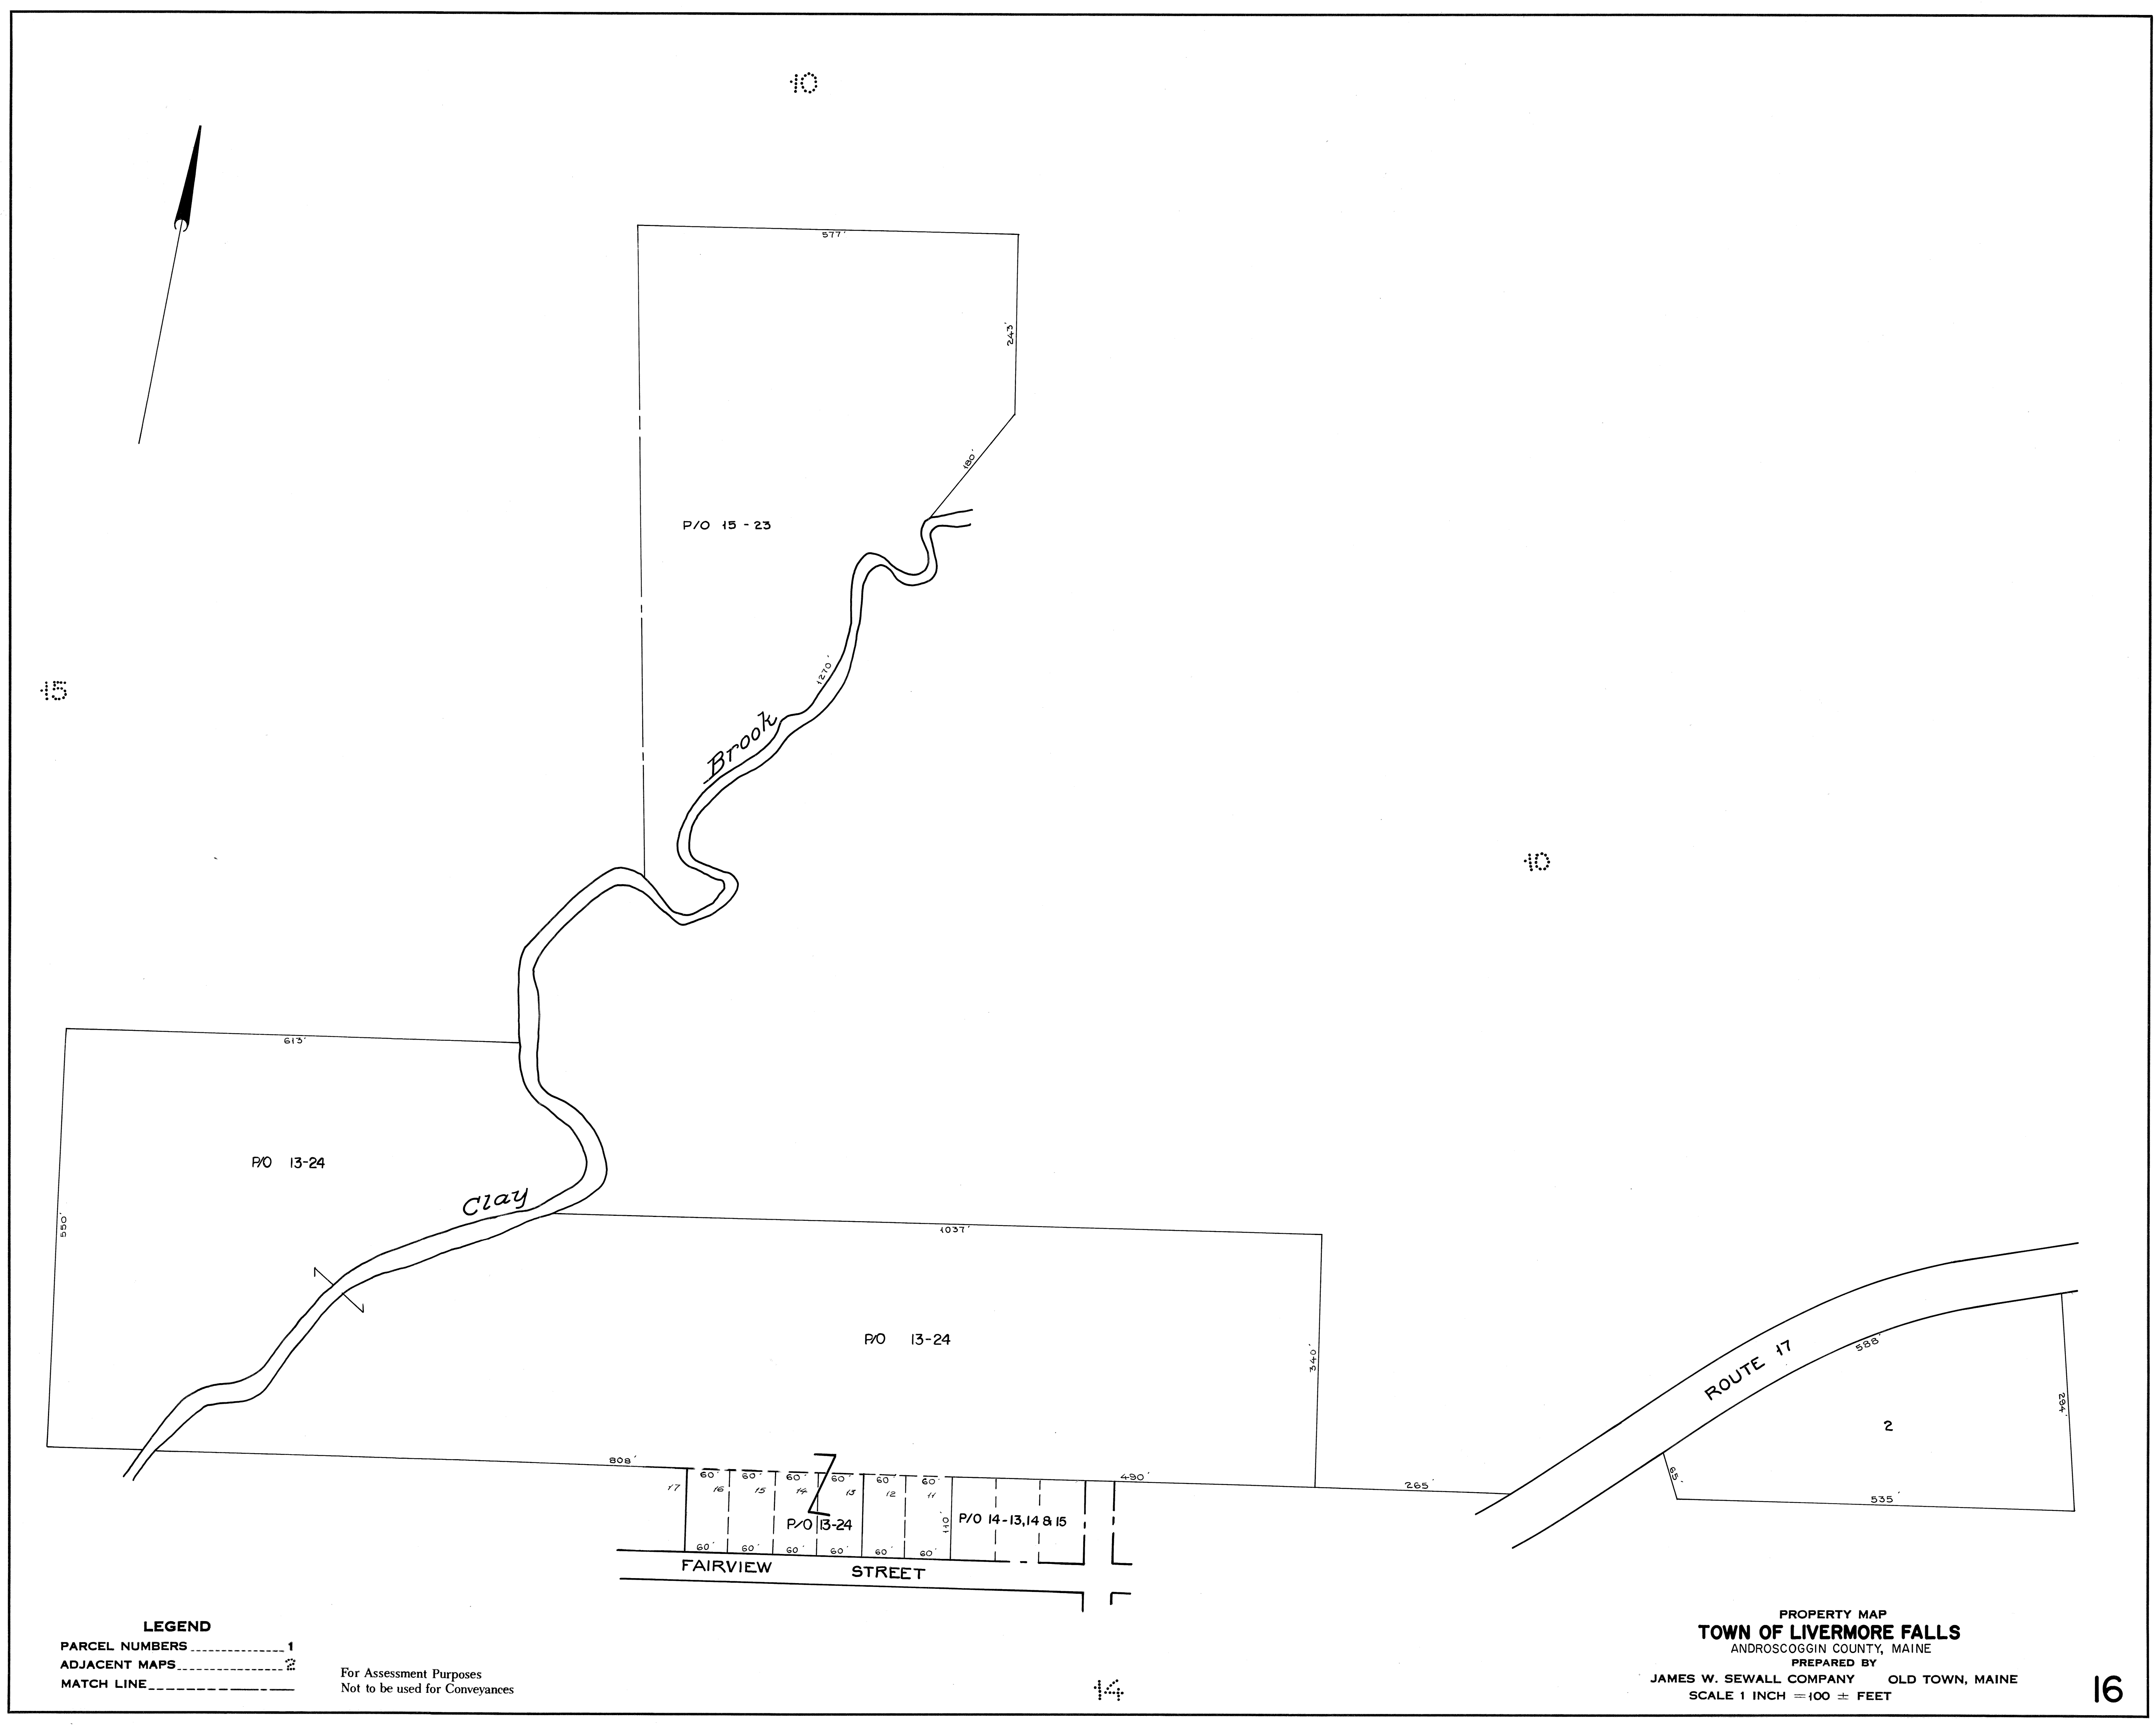 10
577'
243'
180'
P/O 15 - 23
1270'
15
Brook
10
613'
P/O 13-24
550'
Clay
1037'
P/O 13-24
340'
ROUTE 17
588'
294'
2
65'
535'
808'
490'
265'
60' 60' 60' 60' 60' 60'
17 16 15 14 13 12 11
110'
P/O 13-24
P/O 14-13,14 & 15
60' 60' 60' 60' 60' 60'
FAIRVIEW STREET
LEGEND
PARCEL NUMBERS 1
ADJACENT MAPS 2
MATCH LINE
For Assessment Purposes
Not to be used for Conveyances
14
PROPERTY MAP
TOWN OF LIVERMORE FALLS
ANDROSCOGGIN COUNTY, MAINE
PREPARED BY
JAMES W. SEWALL COMPANY OLD TOWN, MAINE
SCALE 1 INCH = 100 ± FEET
16